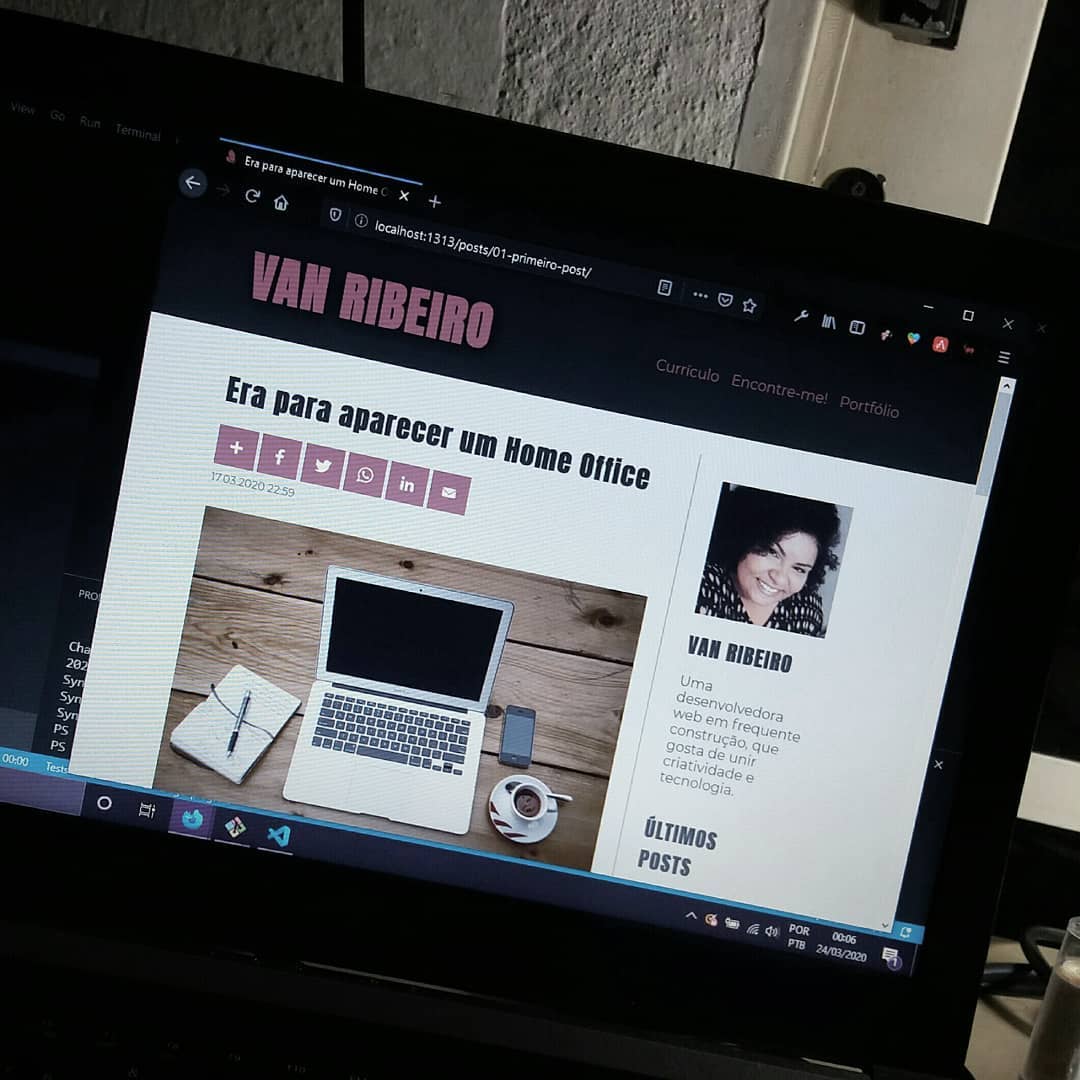 View Go Run Terminal
Era para aparecer um Home
localhost:1313/posts/01-primeiro-post/
VAN RIBEIRO
Currículo Encontre-me! Portfólio
Era para aparecer um Home Office
17.03.2020 22:59
VAN RIBEIRO
Uma
desenvolvedora
web em frequente
construção, que
gosta de unir
criatividade e
tecnologia.
ÚLTIMOS
POSTS
PRO
Cha
202
Syn
Syn
Syn
PS
PS
00:00 Tests
POR
PTB
00:06
24/03/2020
1